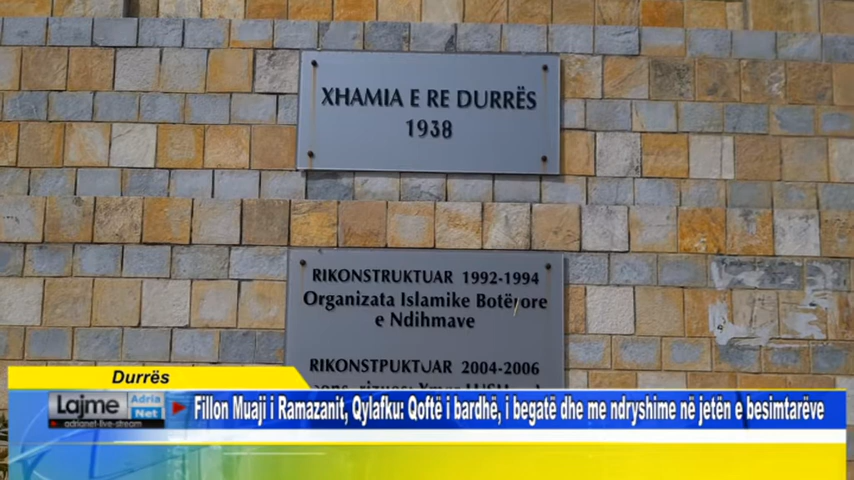 XHAMIA E RE DURRËS
1938
RIKONSTRUKTUAR 1992-1994
Organizata Islamike Botërore
e Ndihmave
RIKONSTPUKTUAR 2004-2006
Durrës
Lajme Adria Net
adrianet-live-stream
Fillon Muaji i Ramazanit, Qylafku: Qoftë i bardhë, i begatë dhe me ndryshime në jetën e besimtarëve